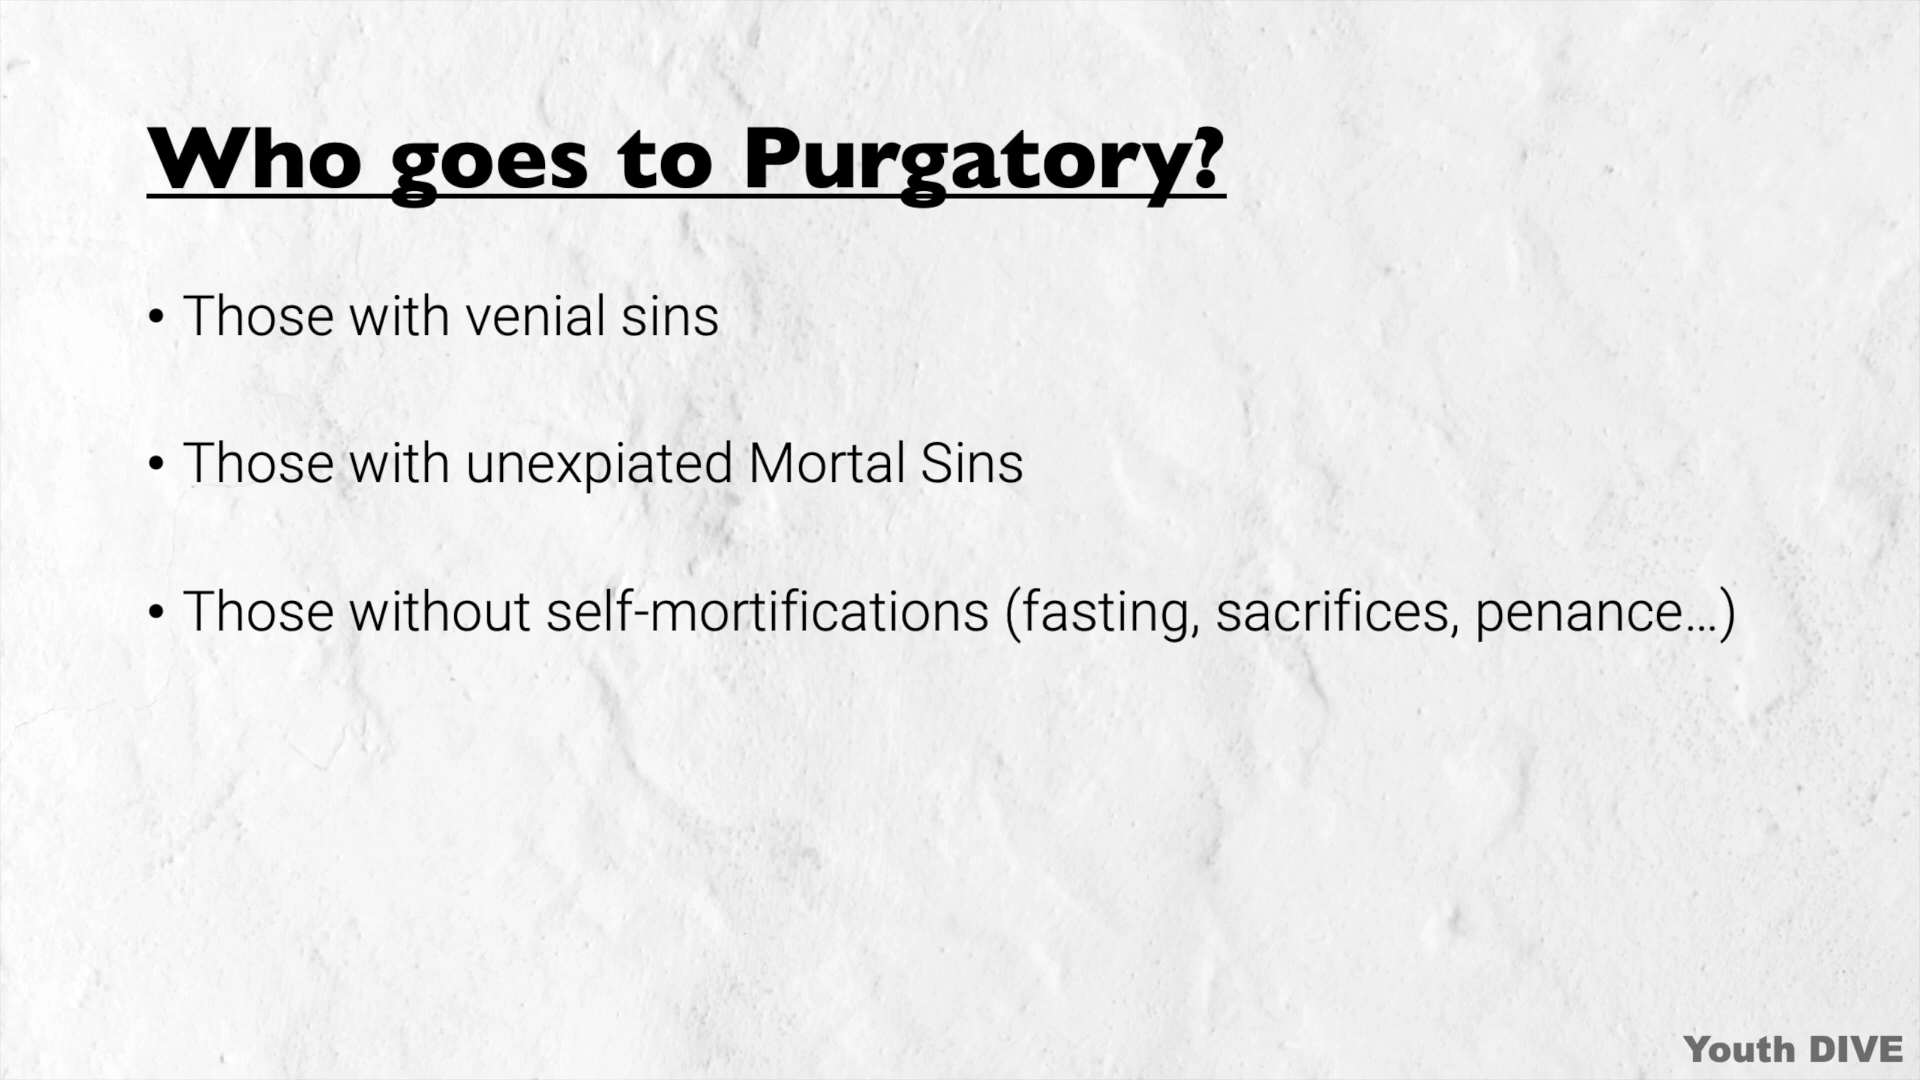 Who goes to Purgatory?
• Those with venial sins
• Those with unexpiated Mortal Sins
• Those without self-mortifications (fasting, sacrifices, penance…)
Youth DIVE